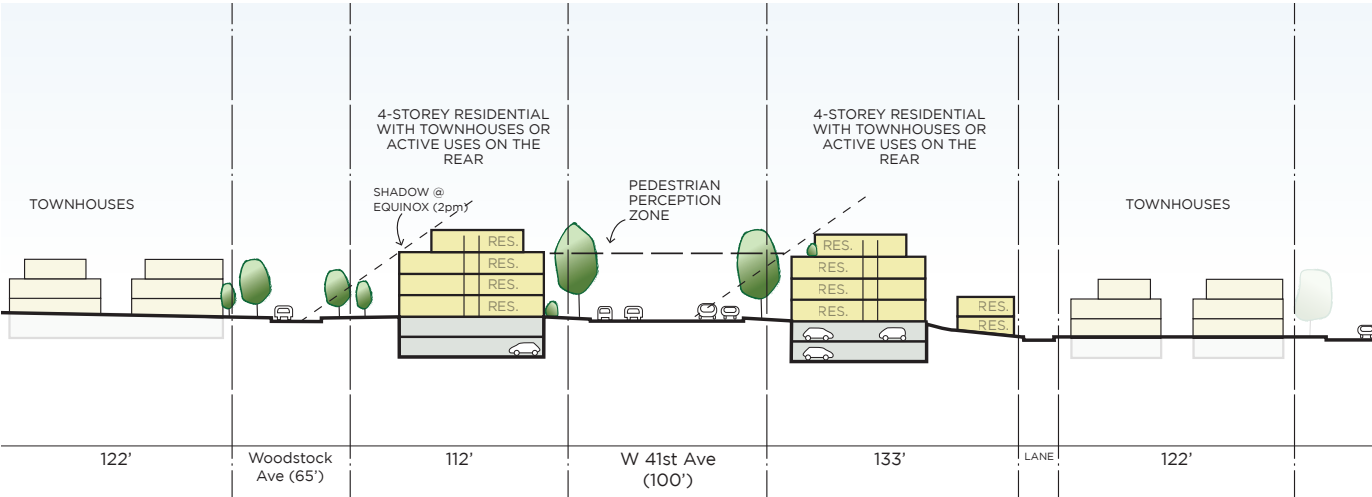 4-STOREY RESIDENTIAL
WITH TOWNHOUSES OR
ACTIVE USES ON THE
REAR
4-STOREY RESIDENTIAL
WITH TOWNHOUSES OR
ACTIVE USES ON THE
REAR
TOWNHOUSES
SHADOW @
EQUINOX (2pm)
PEDESTRIAN
PERCEPTION
ZONE
TOWNHOUSES
RES.
RES.
RES.
RES.
RES.
RES.
RES.
RES.
RES.
RES.
122’
Woodstock
Ave (65’)
112’
W 41st Ave
(100’)
133’
LANE
122’